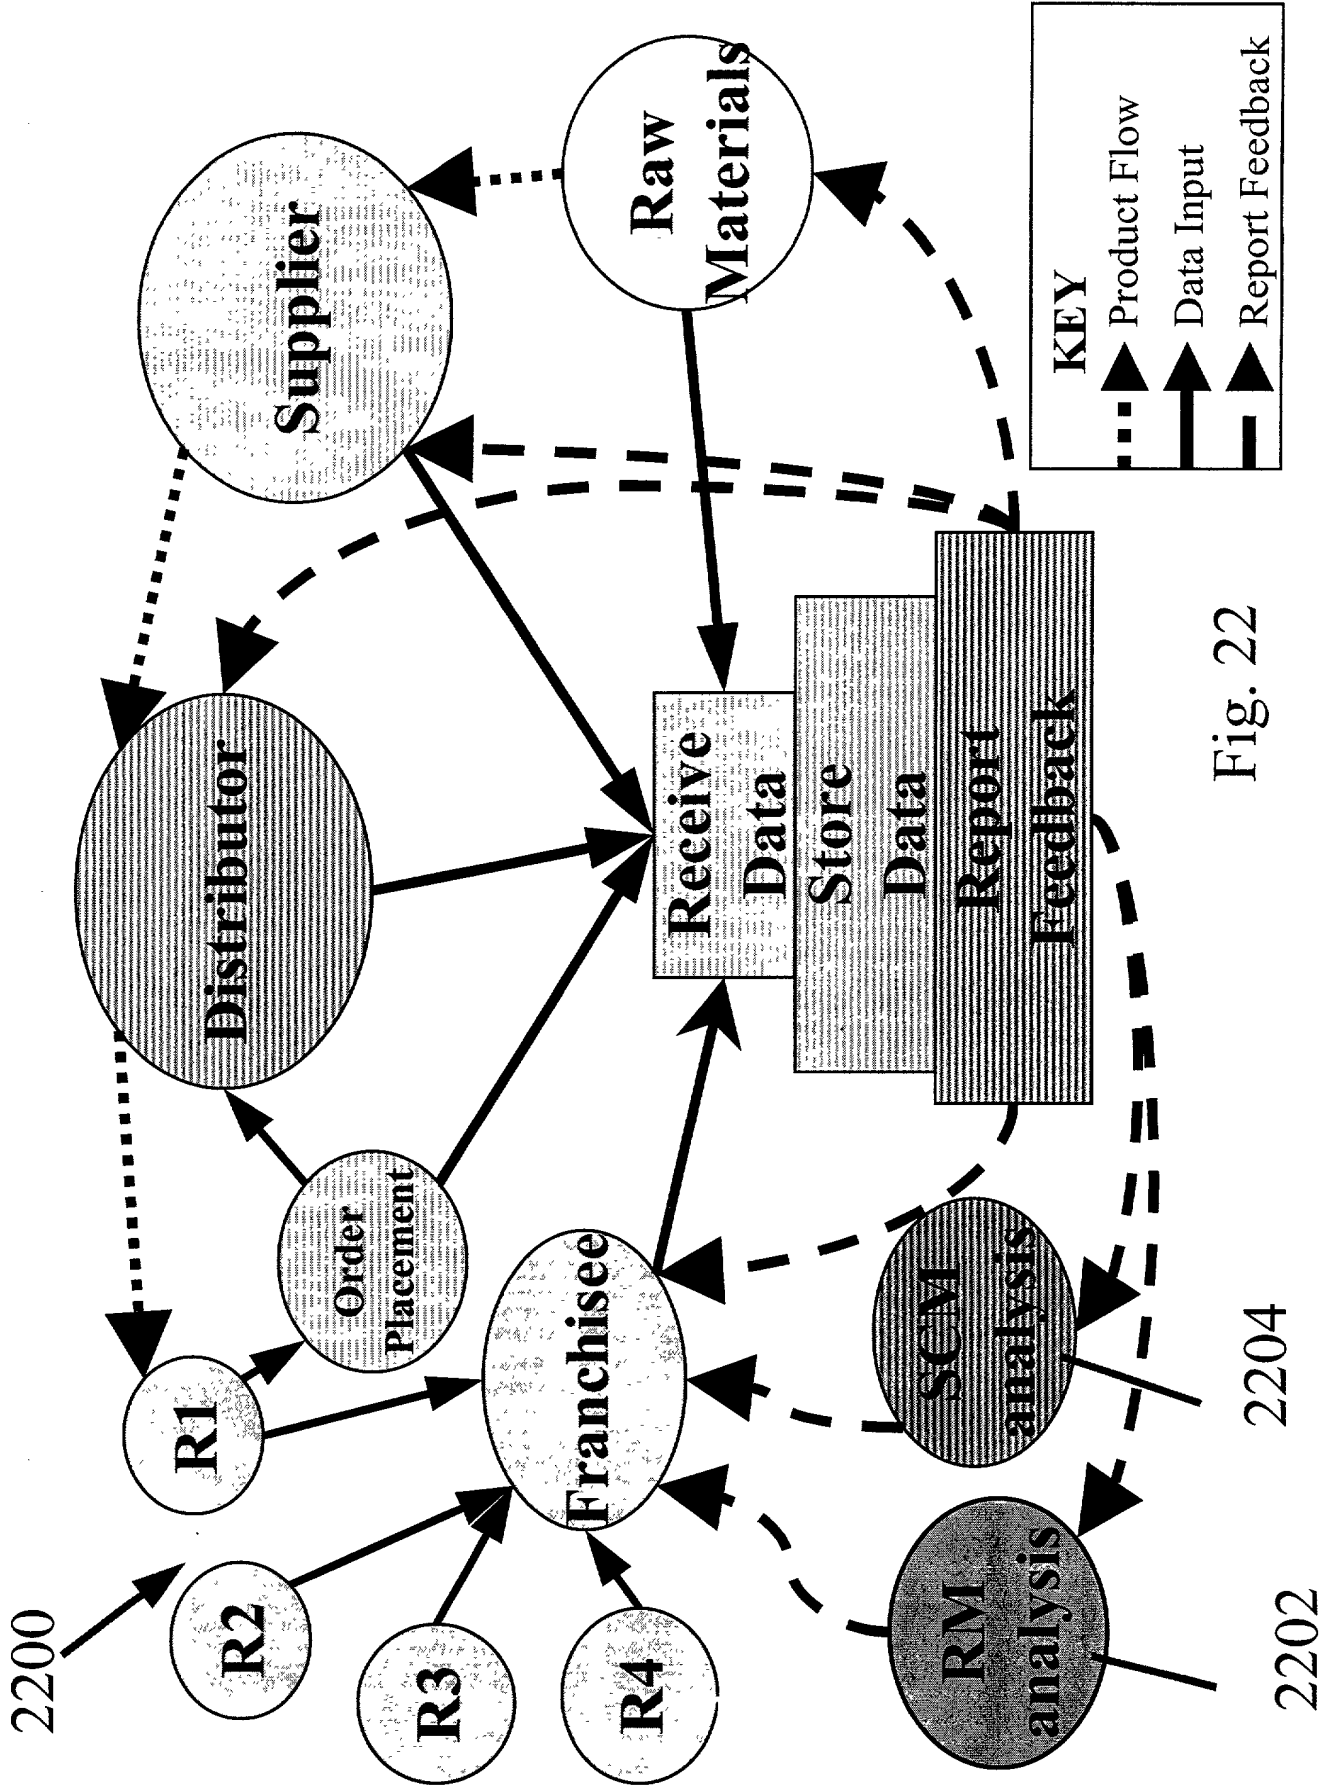 2200
R1
R2
R3
R4
Distributor
Supplier
Order
Placement
Franchisee
Raw
Materials
Receive
Data
Store
Data
Report
Feedback
RM
analysis
SCM
analysis
2202
2204
KEY
Product Flow
Data Input
Report Feedback
Fig. 22